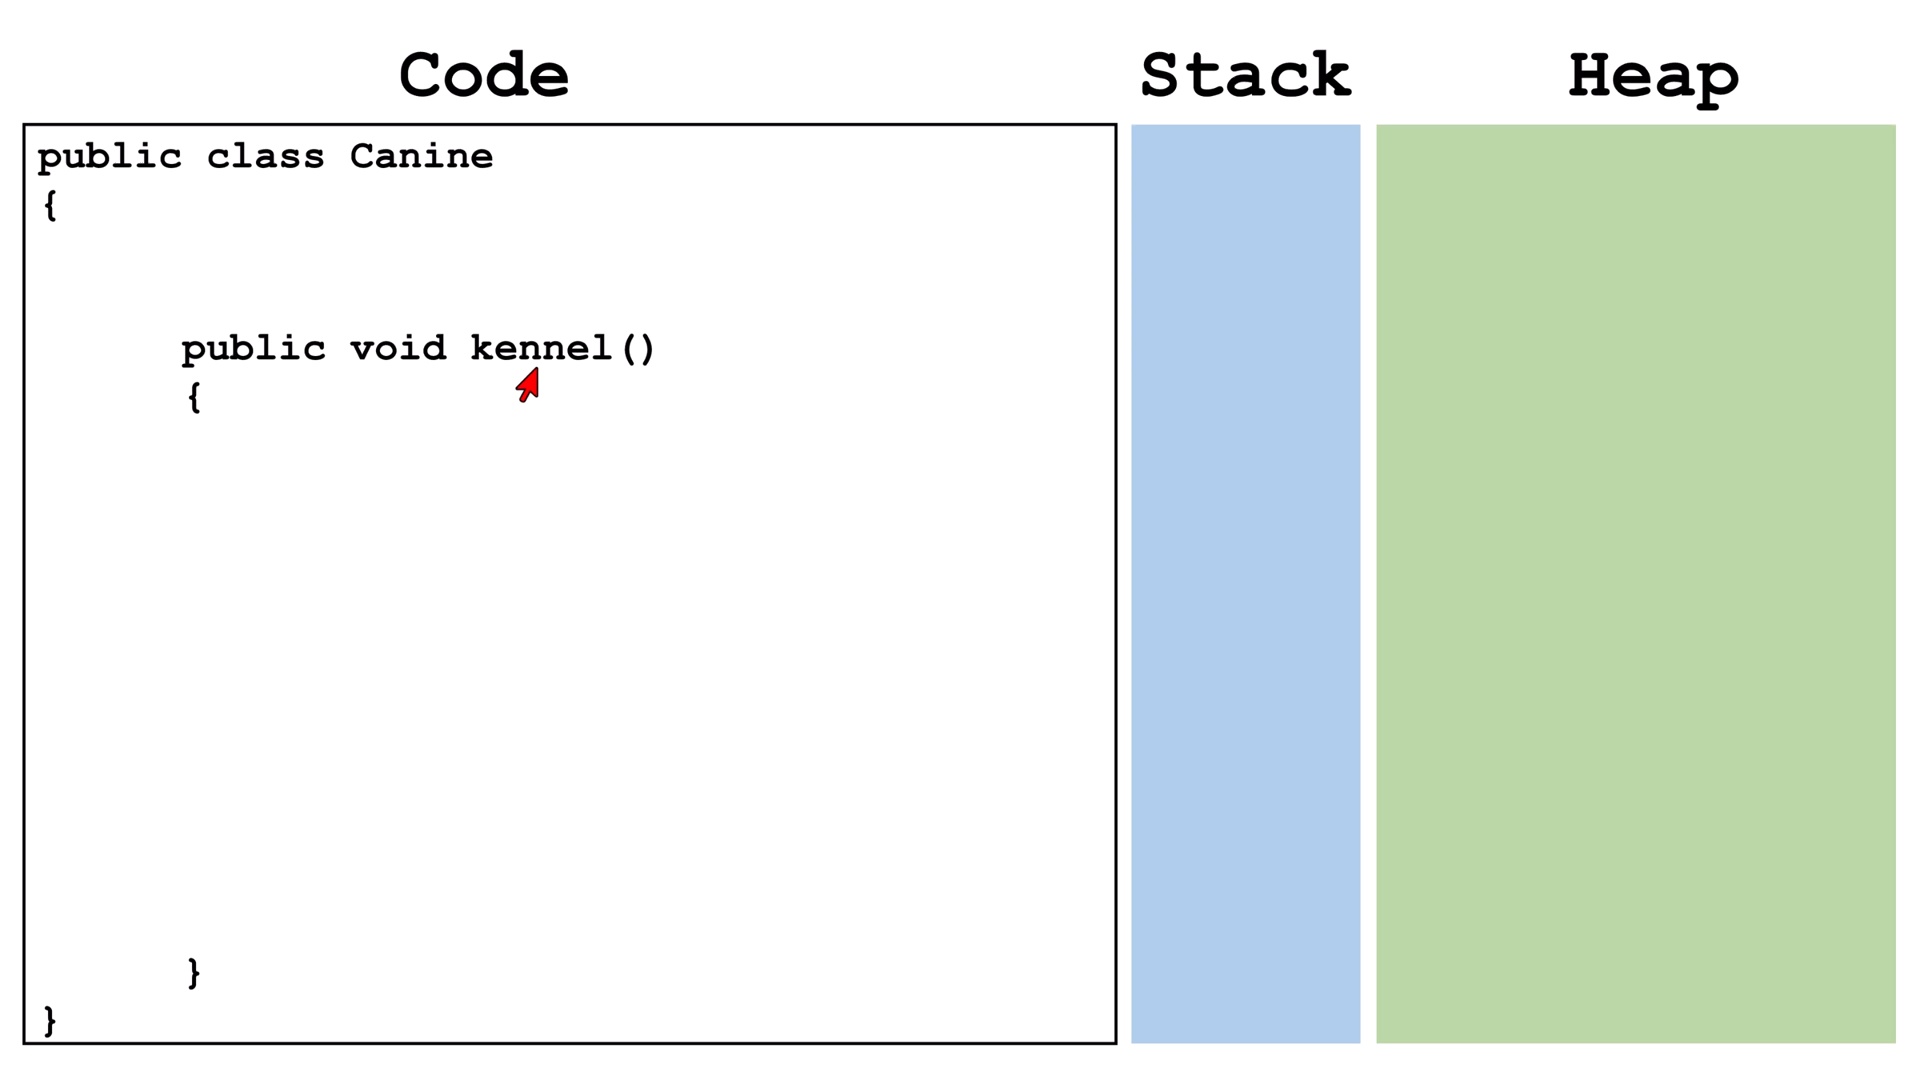 Code
Stack
Heap
public class Canine
{
public void kennel()
{
}
}